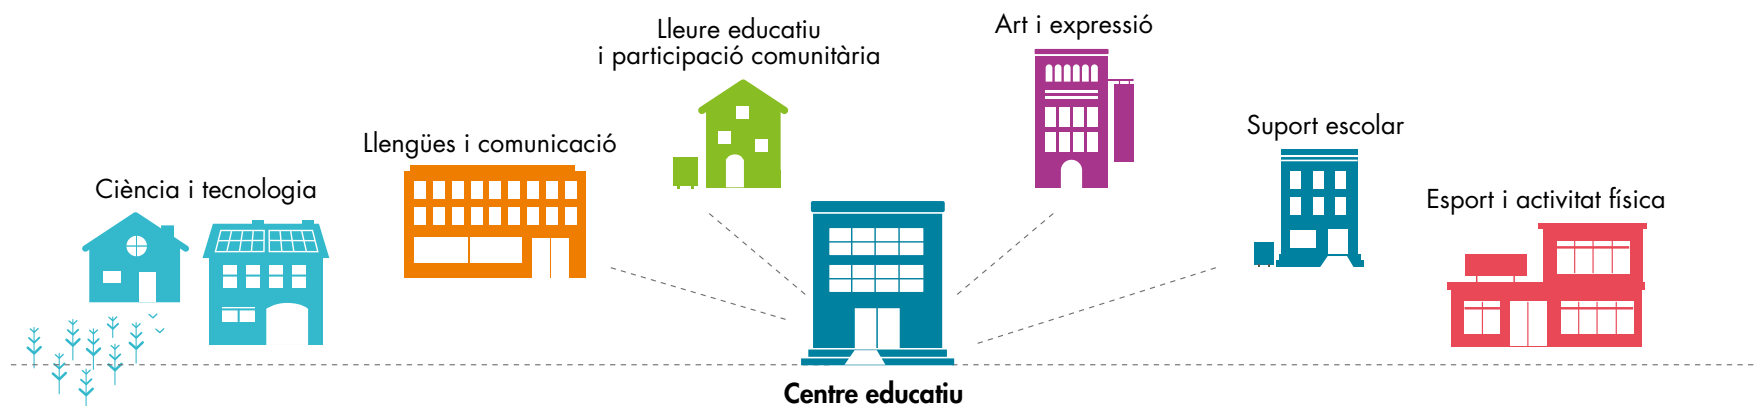 Ciència i tecnologia
Llengües i comunicació
Lleure educatiu
i participació comunitària
Art i expressió
Suport escolar
Esport i activitat física
Centre educatiu